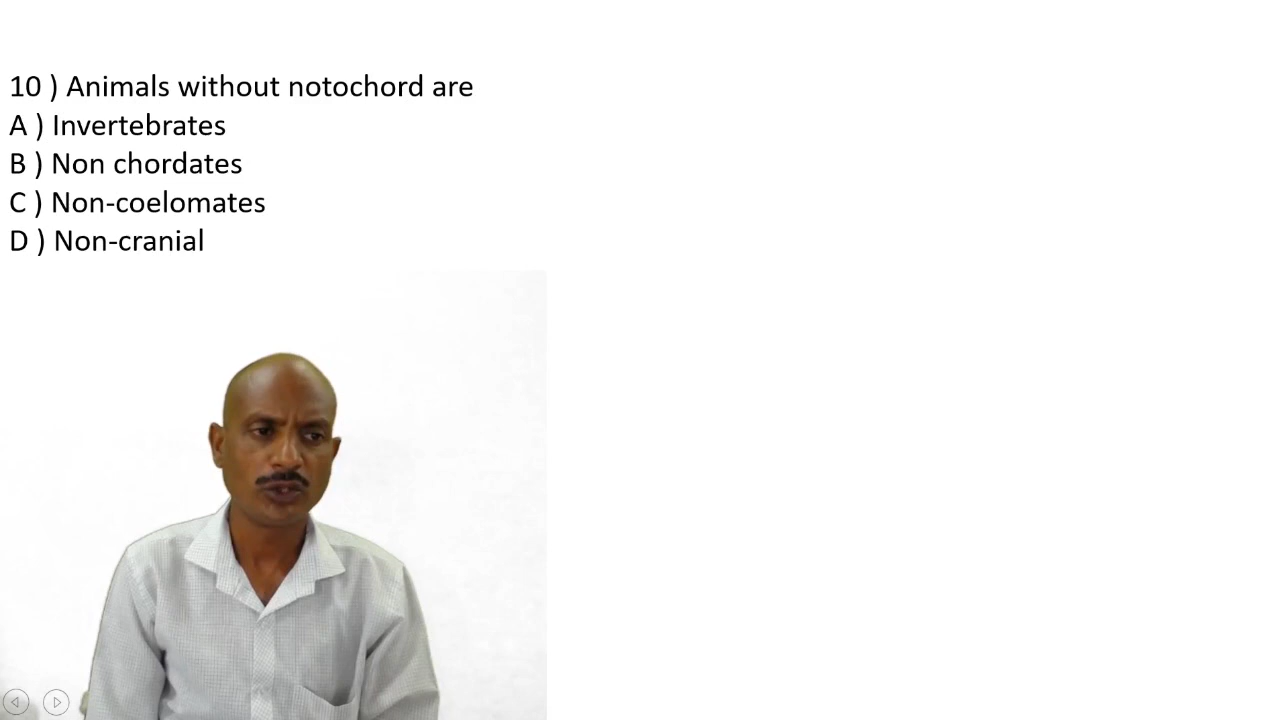 10 ) Animals without notochord are
A ) Invertebrates
B ) Non chordates
C ) Non-coelomates
D ) Non-cranial